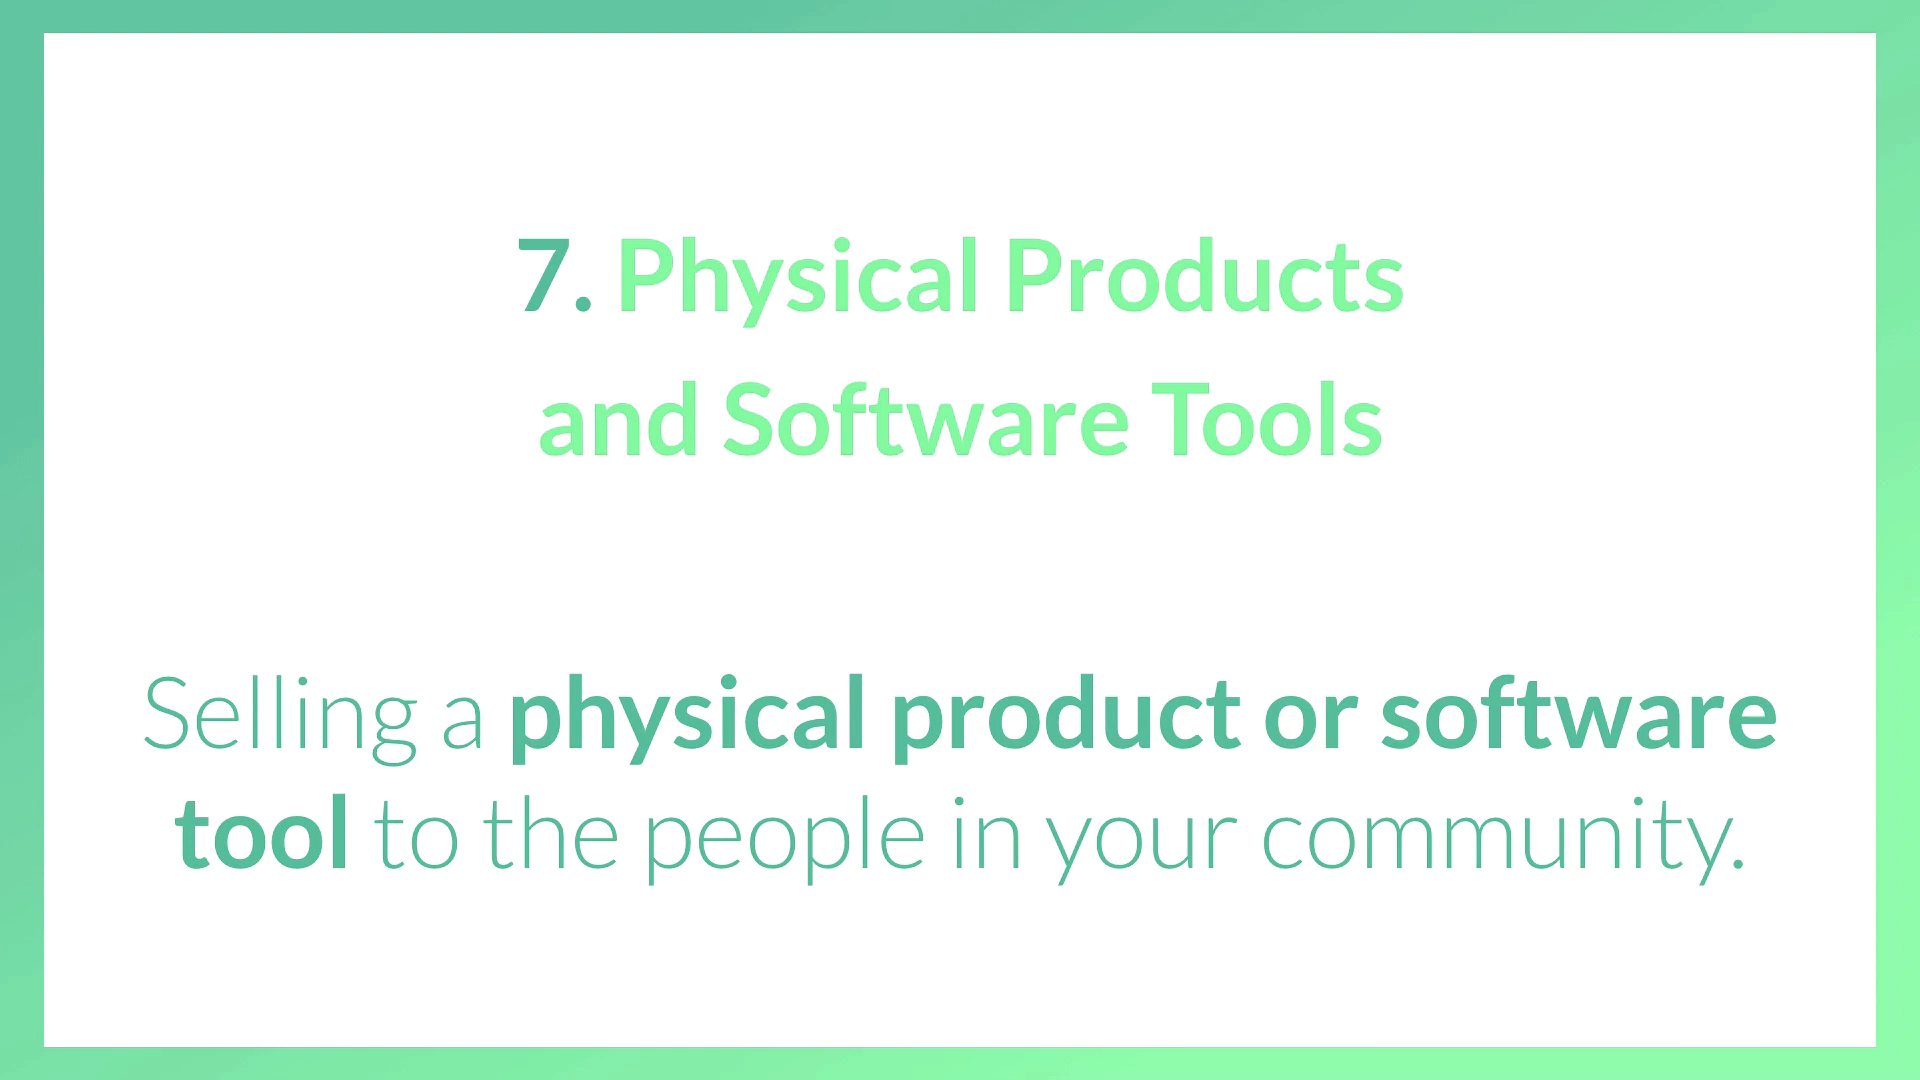 7. Physical Products
and Software Tools
Selling a physical product or software
tool to the people in your community.